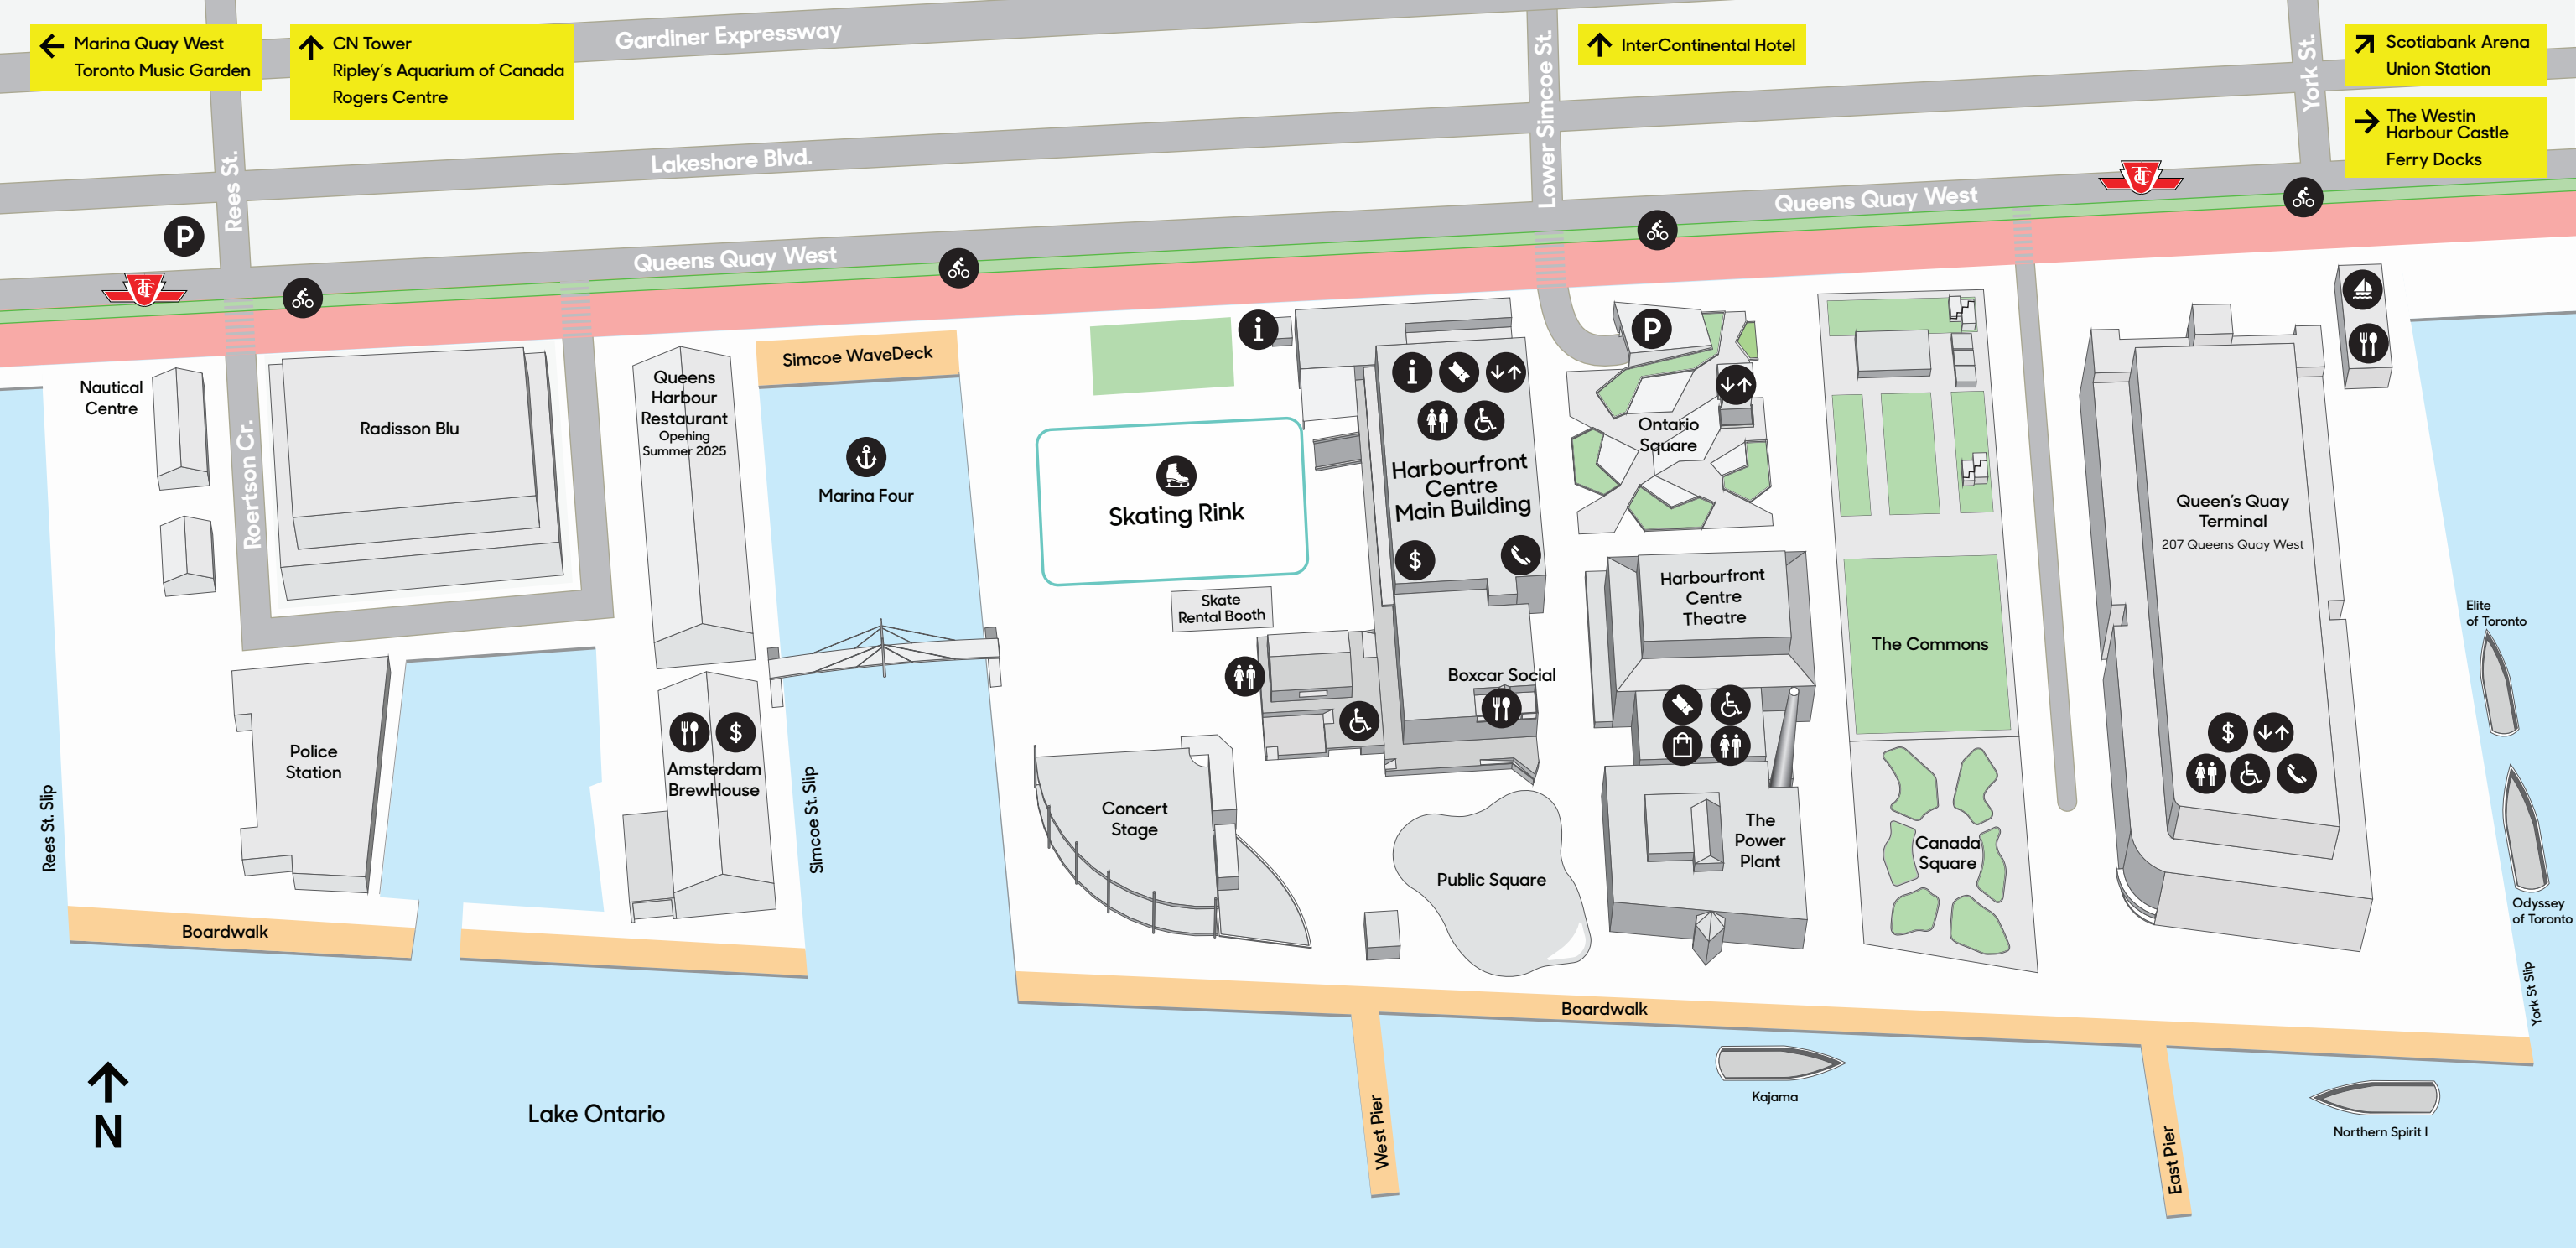 Marina Quay West
Toronto Music Garden
CN Tower
Ripley's Aquarium of Canada
Rogers Centre
Gardiner Expressway
InterContinental Hotel
Scotiabank Arena
Union Station
The Westin
Harbour Castle
Ferry Docks
Lower Simcoe St.
York St.
Rees St.
Lakeshore Blvd.
P
TTC
TTC
Queens Quay West
Queens Quay West
i
P
Nautical
Centre
Roertson Cr.
Radisson Blu
Queens
Harbour
Restaurant
Opening
Summer 2025
Simcoe WaveDeck
Marina Four
Skating Rink
Skate
Rental Booth
i
Harbourfront
Centre
Main Building
$
Ontario
Square
Harbourfront
Centre
Theatre
The Commons
Queen's Quay
Terminal
207 Queens Quay West
$
Elite
of Toronto
Boxcar Social
Police
Station
$
Amsterdam
BrewHouse
Rees St. Slip
Simcoe St. Slip
Concert
Stage
Public Square
The
Power
Plant
Canada
Square
Odyssey
of Toronto
York St Slip
Boardwalk
Boardwalk
Kajama
Northern Spirit I
West Pier
East Pier
Lake Ontario
N